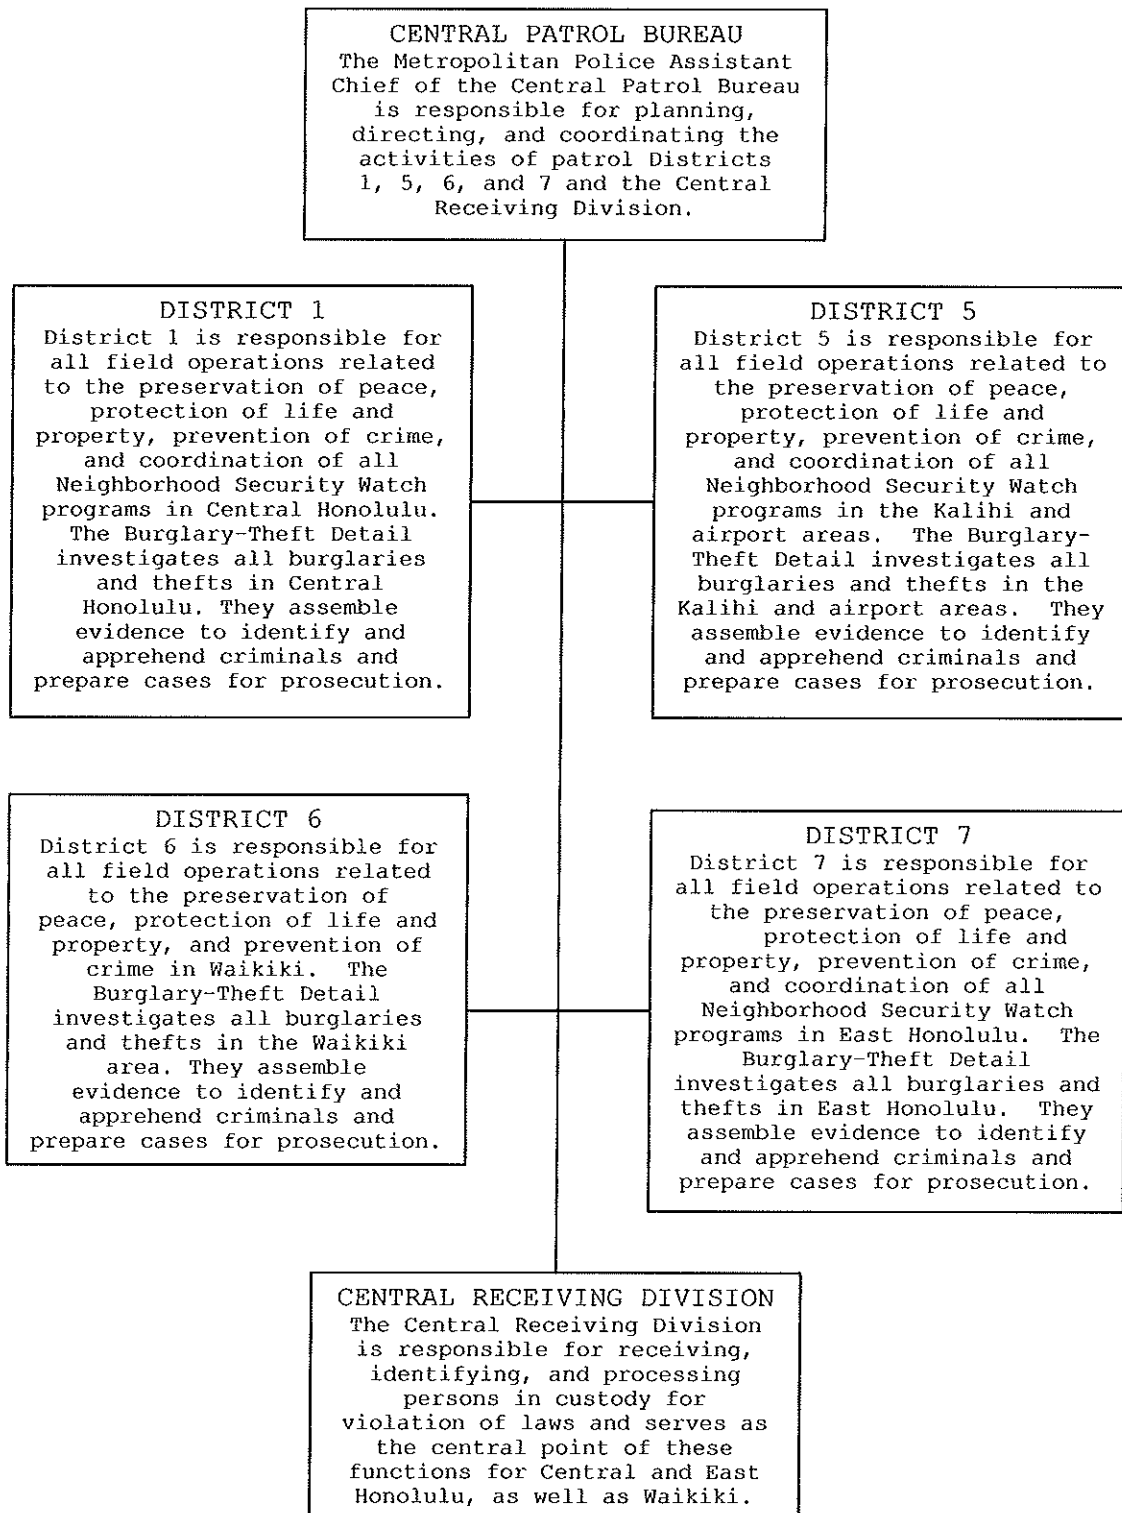 CENTRAL PATROL BUREAU
The Metropolitan Police Assistant
Chief of the Central Patrol Bureau
is responsible for planning,
directing, and coordinating the
activities of patrol Districts
1, 5, 6, and 7 and the Central
Receiving Division.
DISTRICT 1
District 1 is responsible for
all field operations related
to the preservation of peace,
protection of life and
property, prevention of crime,
and coordination of all
Neighborhood Security Watch
programs in Central Honolulu.
The Burglary-Theft Detail
investigates all burglaries
and thefts in Central
Honolulu. They assemble
evidence to identify and
apprehend criminals and
prepare cases for prosecution.
DISTRICT 5
District 5 is responsible for
all field operations related to
the preservation of peace,
protection of life and
property, prevention of crime,
and coordination of all
Neighborhood Security Watch
programs in the Kalihi and
airport areas.  The Burglary-
Theft Detail investigates all
burglaries and thefts in the
Kalihi and airport areas.  They
assemble evidence to identify
and apprehend criminals and
prepare cases for prosecution.
DISTRICT 6
District 6 is responsible for
all field operations related
to the preservation of
peace, protection of life and
property, and prevention of
crime in Waikiki.  The
Burglary-Theft Detail
investigates all burglaries
and thefts in the Waikiki
area. They assemble
evidence to identify and
apprehend criminals and
prepare cases for prosecution.
DISTRICT 7
District 7 is responsible for
all field operations related to
the preservation of peace,
protection of life and
property, prevention of crime,
and coordination of all
Neighborhood Security Watch
programs in East Honolulu.  The
Burglary-Theft Detail
investigates all burglaries and
thefts in East Honolulu.  They
assemble evidence to identify
and apprehend criminals and
prepare cases for prosecution.
CENTRAL RECEIVING DIVISION
The Central Receiving Division
is responsible for receiving,
identifying, and processing
persons in custody for
violation of laws and serves as
the central point of these
functions for Central and East
Honolulu, as well as Waikiki.